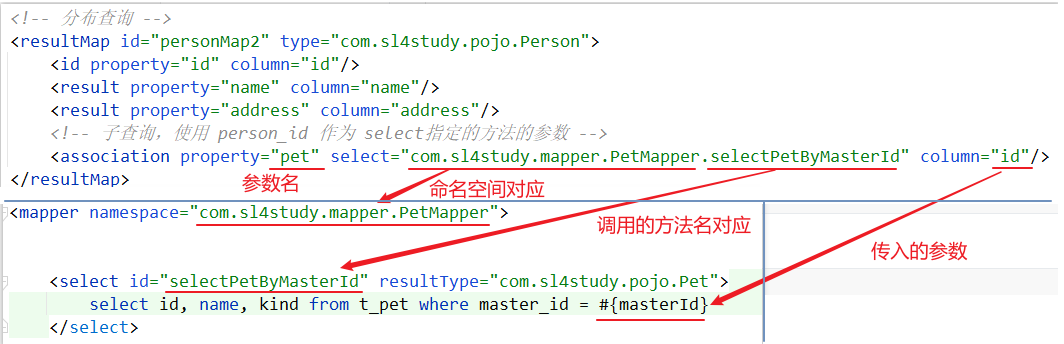 <!-- 分布查询 -->
<resultMap id="personMap2" type="com.sl4study.pojo.Person">
<id property="id" column="id"/>
<result property="name" column="name"/>
<result property="address" column="address"/>
<!-- 子查询，使用 person_id 作为 select指定的方法的参数 -->
<association property="pet" select="com.sl4study.mapper.PetMapper.selectPetByMasterId" column="id"/>
</resultMap>
参数名
命名空间对应
<mapper namespace="com.sl4study.mapper.PetMapper">
调用的方法名对应
传入的参数
<select id="selectPetByMasterId" resultType="com.sl4study.pojo.Pet">
select id, name, kind from t_pet where master_id = #{masterId}
</select>